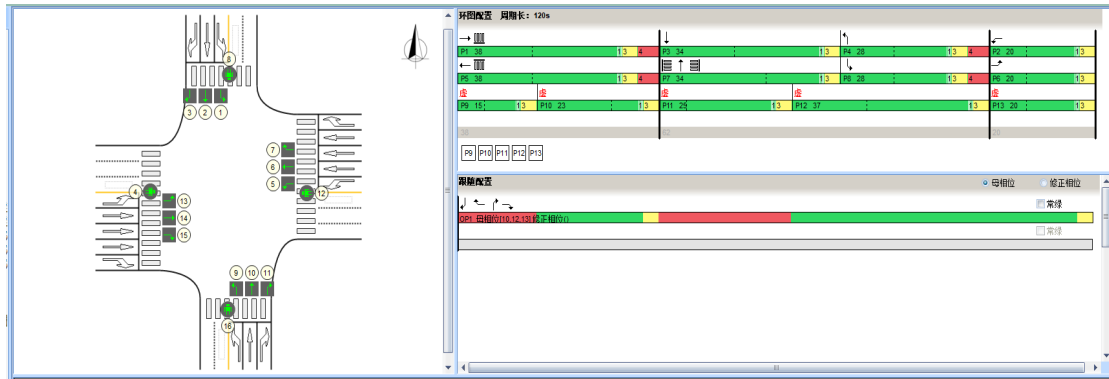 环图配置 周期长：120s
P1 38 1 3 4 P3 34 1 3 P4 28 1 3 4 P2 20 1 3
P5 38 1 3 4 P7 34 1 3 P8 28 1 3 4 P6 20 1 3
虚 虚 虚 虚 虚
P9 15 1 3 P10 23 1 3 P11 25 1 3 P12 37 1 3 P13 20 1 3
38 62 20
P9 P10 P11 P12 P13
跟随配置 母相位 修正相位
常绿
OP1 母相位[10,12,13]修正相位()
常绿
8
3 2 1
7
6
5
4
12
13
14
15
9 10 11
16